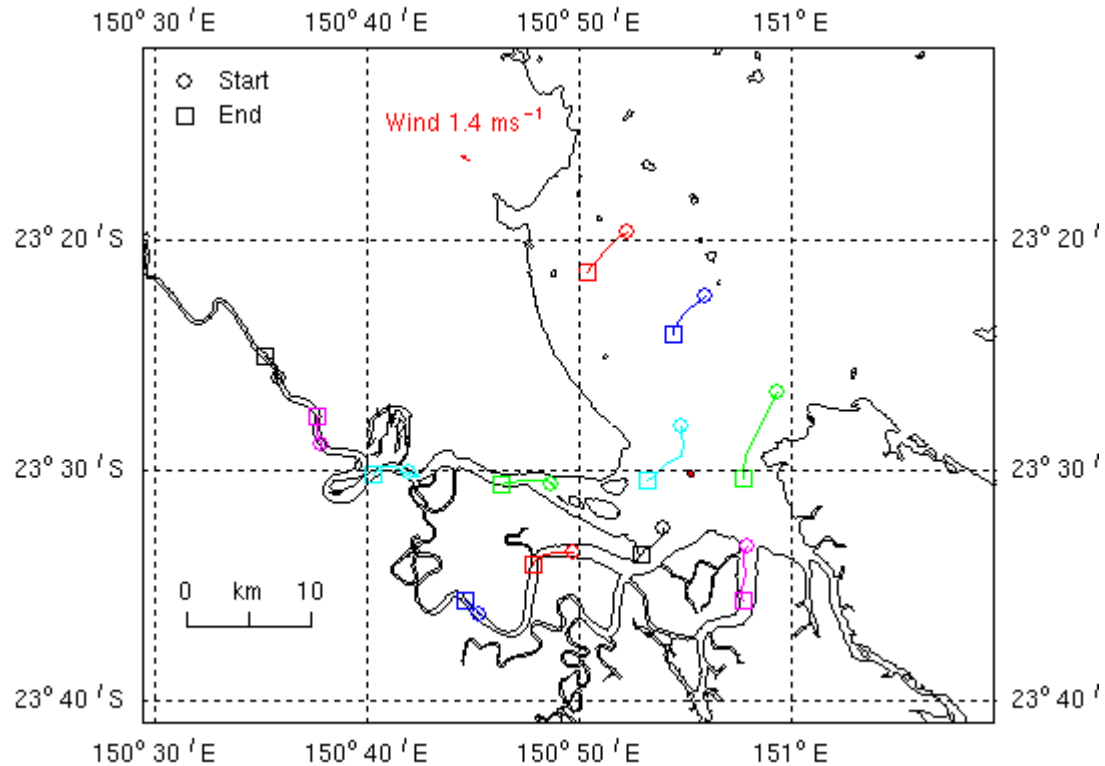 150° 30 ′ E 150° 40 ′ E 150° 50 ′ E 151° E
Start
End
Wind 1.4 ms⁻¹
23° 20 ′ S 23° 20 ′
23° 30 ′ S 23° 30 ′
0 km 10
23° 40 ′ S 23° 40 ′
150° 30 ′ E 150° 40 ′ E 150° 50 ′ E 151° E